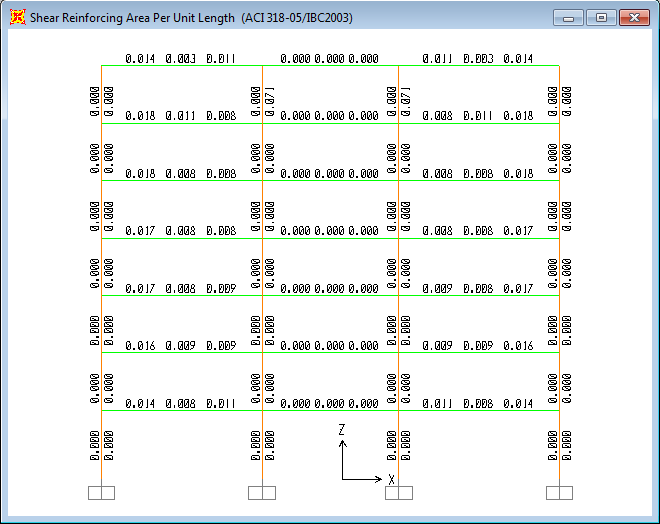 Shear Reinforcing Area Per Unit Length (ACI 318-05/IBC2003)
0.014 0.003 0.011 0.000 0.000 0.000 0.011 0.003 0.014
0.000 0.000 0.000 0.071 0.000 0.071 0.000 0.000
0.018 0.011 0.008 0.000 0.000 0.000 0.008 0.011 0.018
0.000 0.000 0.000 0.000 0.000 0.000 0.000 0.000
0.018 0.008 0.008 0.000 0.000 0.000 0.008 0.008 0.018
0.000 0.000 0.000 0.000 0.000 0.000 0.000 0.000
0.017 0.008 0.008 0.000 0.000 0.000 0.008 0.008 0.017
0.000 0.000 0.000 0.000 0.000 0.000 0.000 0.000
0.017 0.008 0.009 0.000 0.000 0.000 0.009 0.008 0.017
0.000 0.000 0.000 0.000 0.000 0.000 0.000 0.000
0.016 0.009 0.009 0.000 0.000 0.000 0.009 0.009 0.016
0.000 0.000 0.000 0.000 0.000 0.000 0.000 0.000
0.014 0.008 0.011 0.000 0.000 0.000 0.011 0.008 0.014
0.000 0.000 0.000 0.000 0.000 0.000 0.000 0.000
Z
X